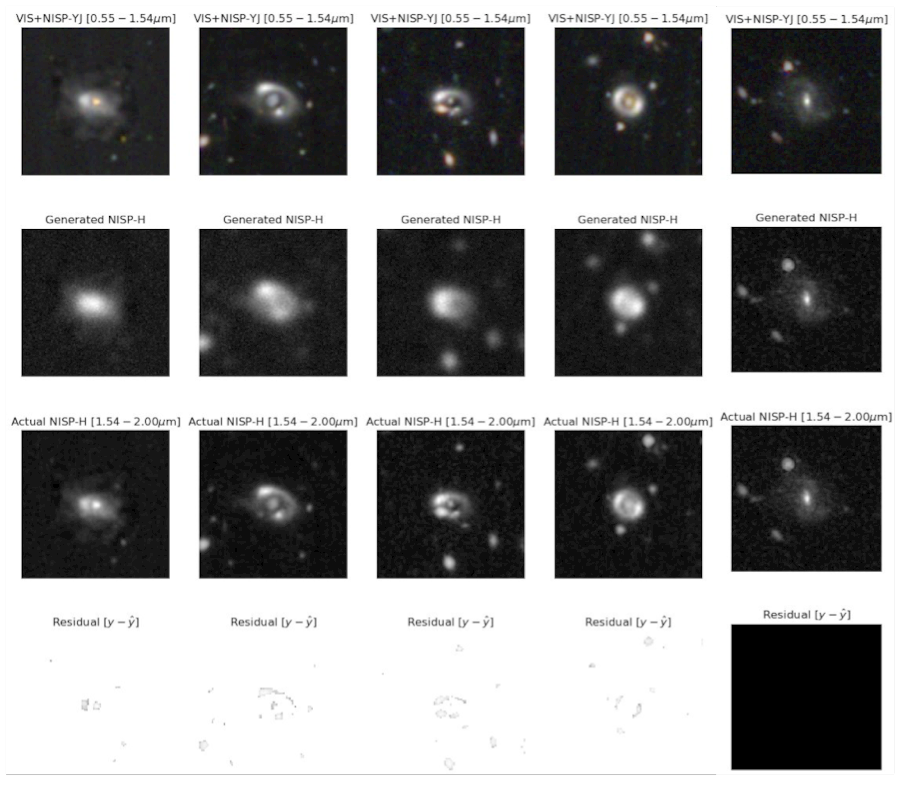 VIS+NISP-YJ [0.55 − 1.54μm] VIS+NISP-YJ [0.55 − 1.54μm] VIS+NISP-YJ [0.55 − 1.54μm] VIS+NISP-YJ [0.55 − 1.54μm] VIS+NISP-YJ [0.55 − 1.54μm]
Generated NISP-H Generated NISP-H Generated NISP-H Generated NISP-H Generated NISP-H
Actual NISP-H [1.54 − 2.00μm] Actual NISP-H [1.54 − 2.00μm] Actual NISP-H [1.54 − 2.00μm] Actual NISP-H [1.54 − 2.00μm] Actual NISP-H [1.54 − 2.00μm]
Residual [y − ŷ] Residual [y − ŷ] Residual [y − ŷ] Residual [y − ŷ] Residual [y − ŷ]